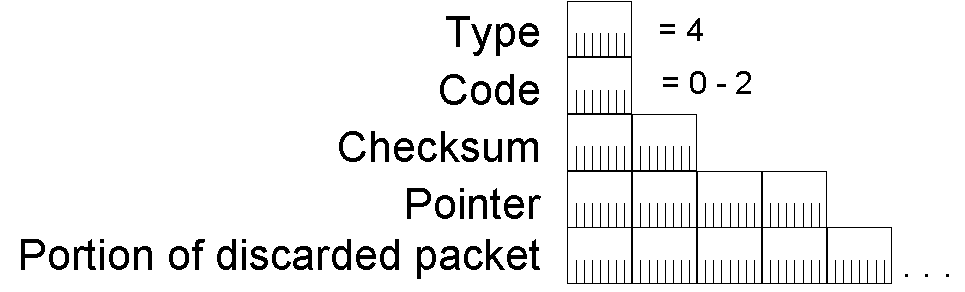 Type = 4
Code = 0 - 2
Checksum
Pointer
Portion of discarded packet . . .